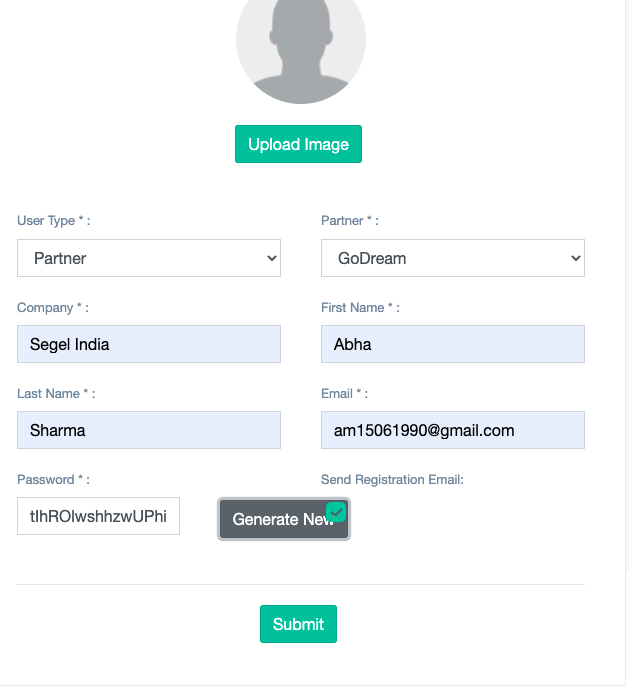 Upload Image
User Type * :
Partner * :
Partner
GoDream
Company * :
First Name * :
Segel India
Abha
Last Name * :
Email * :
Sharma
am15061990@gmail.com
Password * :
Send Registration Email:
tIhROlwshhzwUPhi
Generate New
Submit